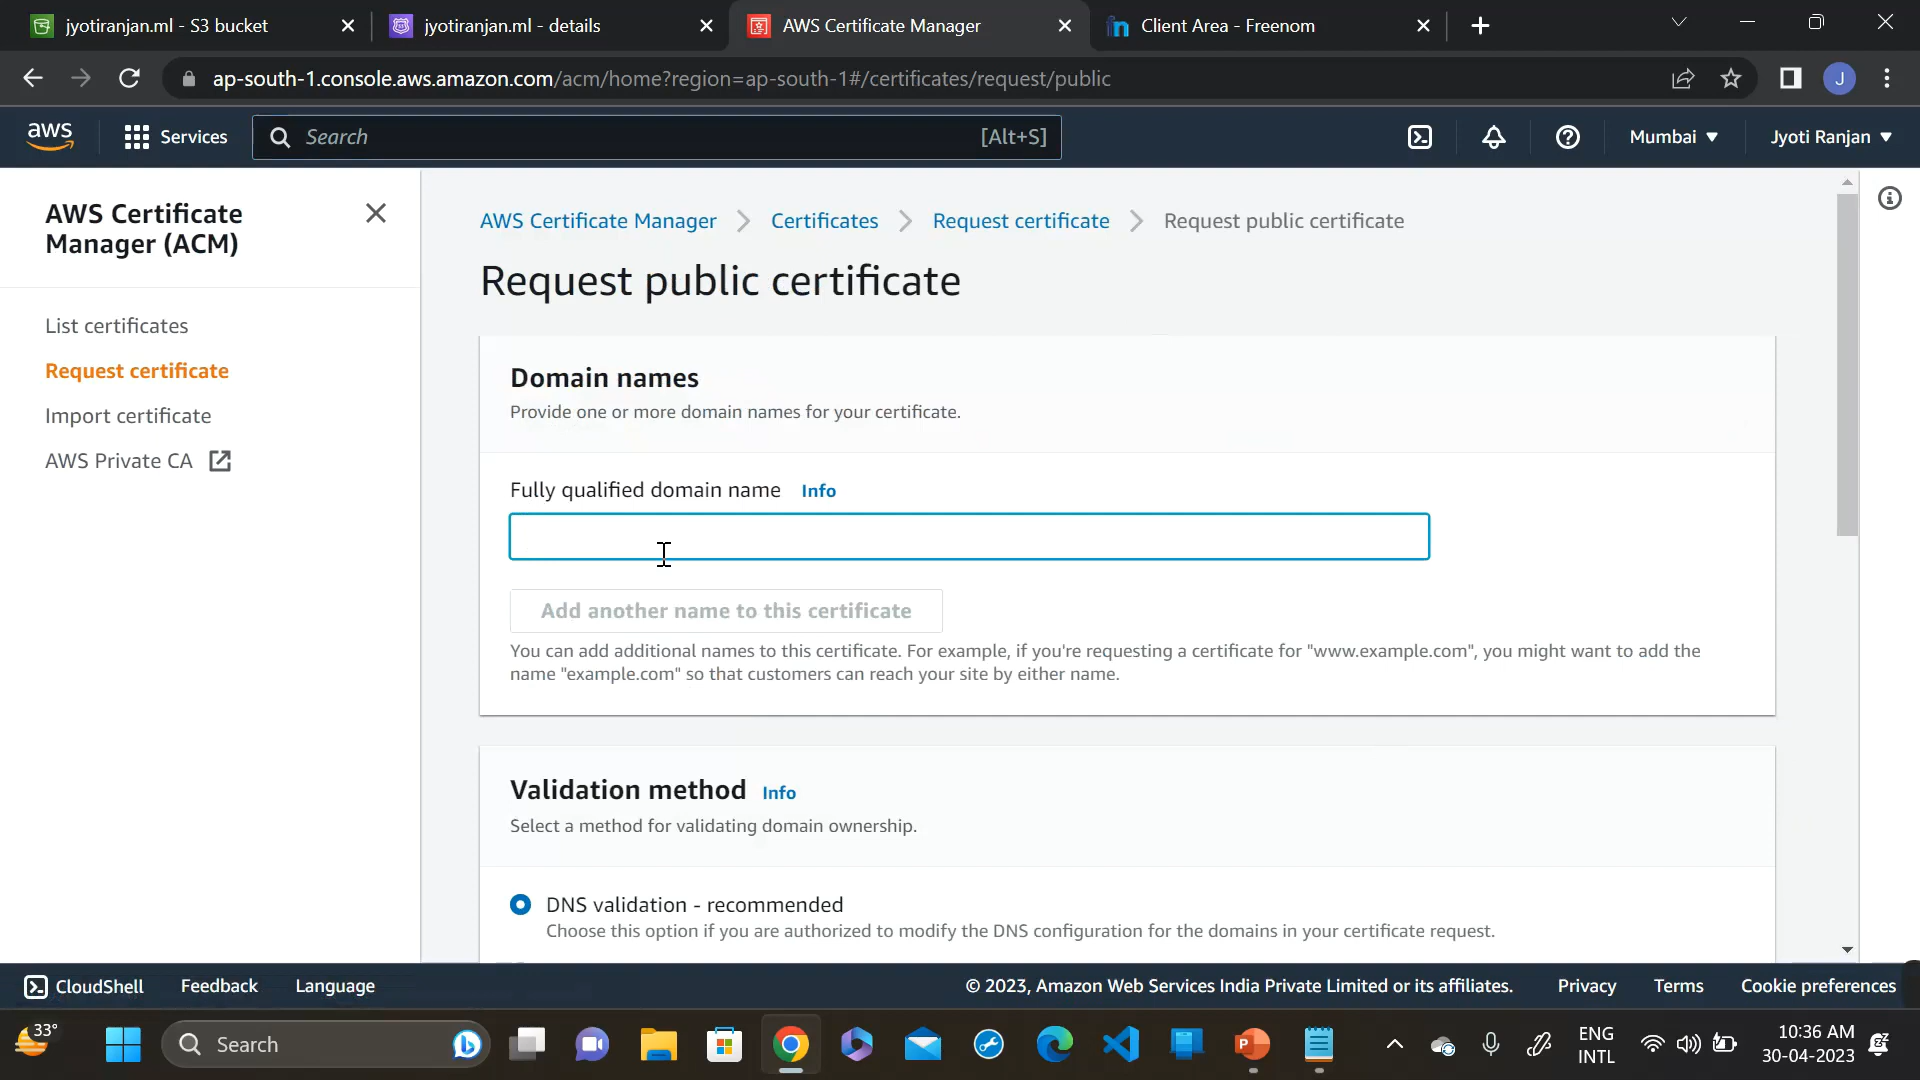 jyotiranjan.ml - S3 bucket
jyotiranjan.ml - details
AWS Certificate Manager
Client Area - Freenom
ap-south-1.console.aws.amazon.com/acm/home?region=ap-south-1#/certificates/request/public
J
aws
Services
Search
[Alt+S]
Mumbai
Jyoti Ranjan
AWS Certificate
Manager (ACM)
List certificates
Request certificate
Import certificate
AWS Private CA
AWS Certificate Manager
Certificates
Request certificate
Request public certificate
Request public certificate
Domain names
Provide one or more domain names for your certificate.
Fully qualified domain name Info
Add another name to this certificate
You can add additional names to this certificate. For example, if you're requesting a certificate for "www.example.com", you might want to add the
name "example.com" so that customers can reach your site by either name.
Validation method Info
Select a method for validating domain ownership.
DNS validation - recommended
Choose this option if you are authorized to modify the DNS configuration for the domains in your certificate request.
CloudShell
Feedback
Language
© 2023, Amazon Web Services India Private Limited or its affiliates.
Privacy
Terms
Cookie preferences
33°
Search
ENG
INTL
10:36 AM
30-04-2023